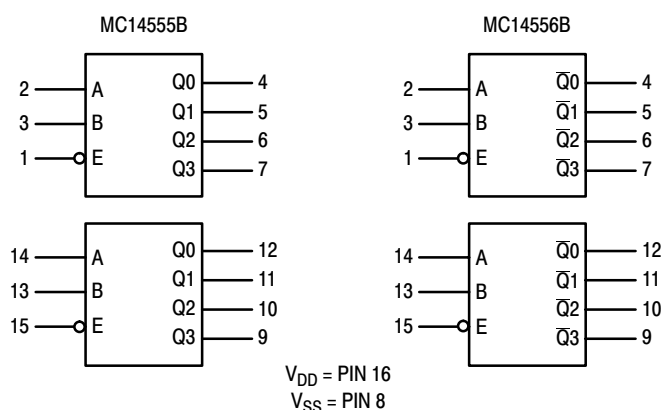 MC14555B
2 A Q0 4
3 B Q1 5
1 E Q2 6
Q3 7
14 A Q0 12
13 B Q1 11
15 E Q2 10
Q3 9
MC14556B
2 A Q̅0 4
3 B Q̅1 5
1 E Q̅2 6
Q̅3 7
14 A Q̅0 12
13 B Q̅1 11
15 E Q̅2 10
Q̅3 9
VDD = PIN 16
VSS = PIN 8